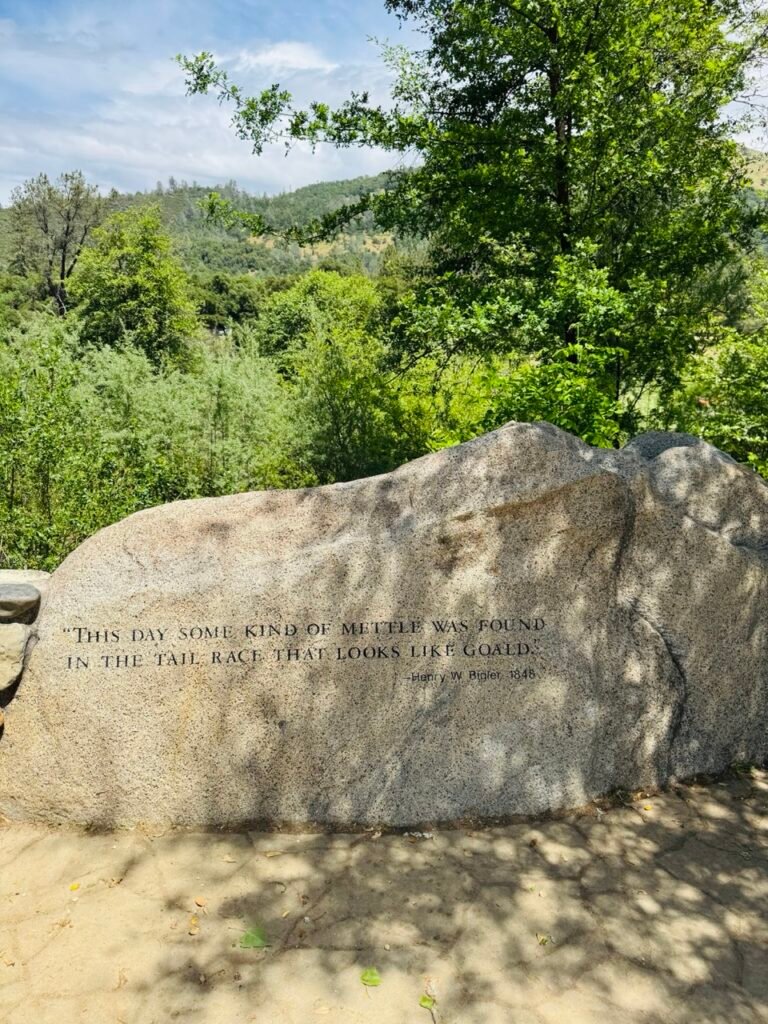 “THIS DAY SOME KIND OF METTLE WAS FOUND
IN THE TAIL RACE THAT LOOKS LIKE GOALD.”
-Henry W. Bigler, 1848